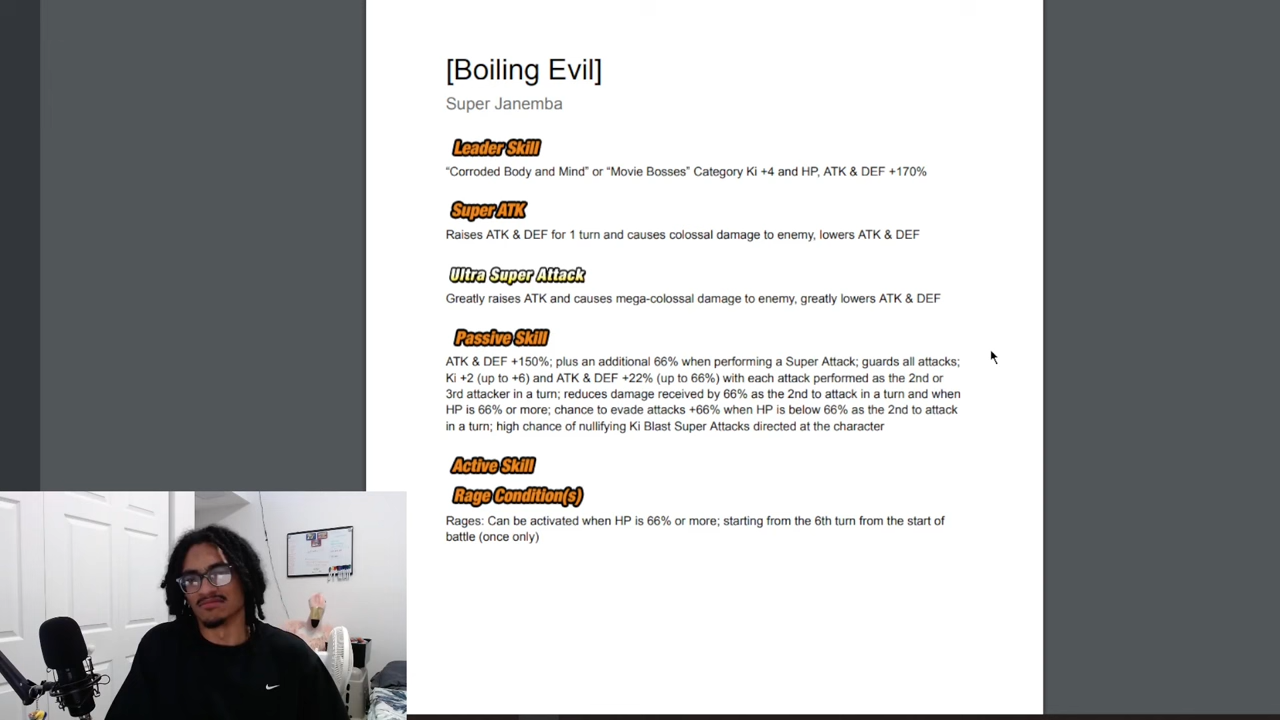 [Boiling Evil]
Super Janemba
Leader Skill
“Corroded Body and Mind” or “Movie Bosses” Category Ki +4 and HP, ATK & DEF +170%
Super ATK
Raises ATK & DEF for 1 turn and causes colossal damage to enemy, lowers ATK & DEF
Ultra Super Attack
Greatly raises ATK and causes mega-colossal damage to enemy, greatly lowers ATK & DEF
Passive Skill
ATK & DEF +150%; plus an additional 66% when performing a Super Attack; guards all attacks;
Ki +2 (up to +6) and ATK & DEF +22% (up to 66%) with each attack performed as the 2nd or
3rd attacker in a turn; reduces damage received by 66% as the 2nd to attack in a turn and when
HP is 66% or more; chance to evade attacks +66% when HP is below 66% as the 2nd to attack
in a turn; high chance of nullifying Ki Blast Super Attacks directed at the character
Active Skill
Rage Condition(s)
Rages: Can be activated when HP is 66% or more; starting from the 6th turn from the start of
battle (once only)